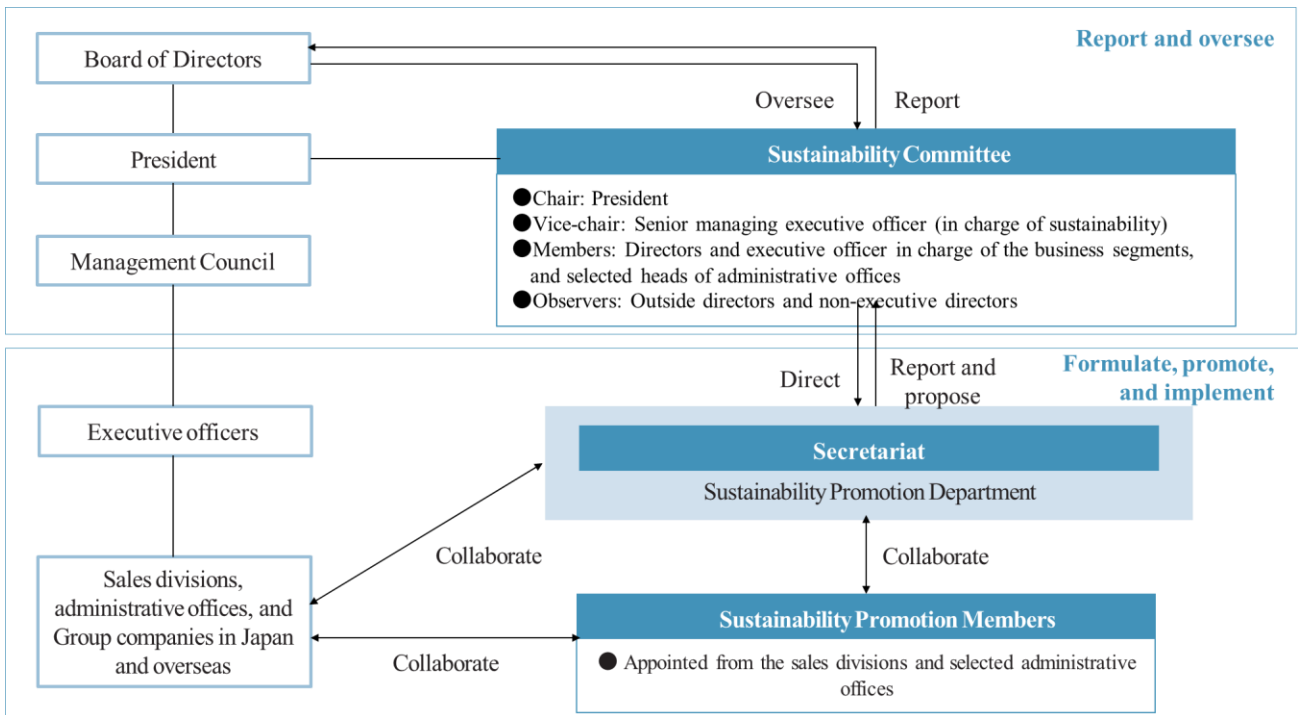 Report and oversee
Board of Directors
Oversee
Report
President
Sustainability Committee
●Chair: President
●Vice-chair: Senior managing executive officer (in charge of sustainability)
●Members: Directors and executive officer in charge of the business segments,
and selected heads of administrative offices
●Observers: Outside directors and non-executive directors
Management Council
Formulate, promote,
and implement
Direct
Report and
propose
Executive officers
Secretariat
Sustainability Promotion Department
Collaborate
Collaborate
Sales divisions,
administrative offices, and
Group companies in Japan
and overseas
Collaborate
Sustainability Promotion Members
● Appointed from the sales divisions and selected administrative
offices